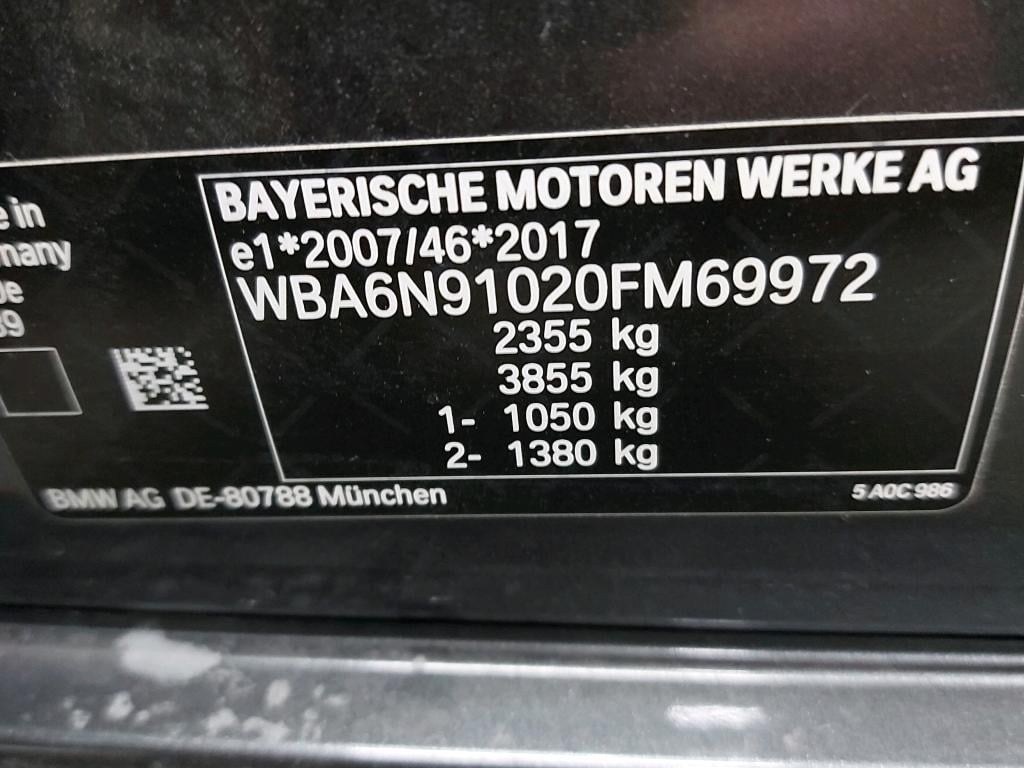 BAYERISCHE MOTOREN WERKE AG
e1*2007/46*2017
WBA6N91020FM69972
2355 kg
3855 kg
1- 1050 kg
2- 1380 kg
in
BMW AG DE-80788 München
5 A0C 986